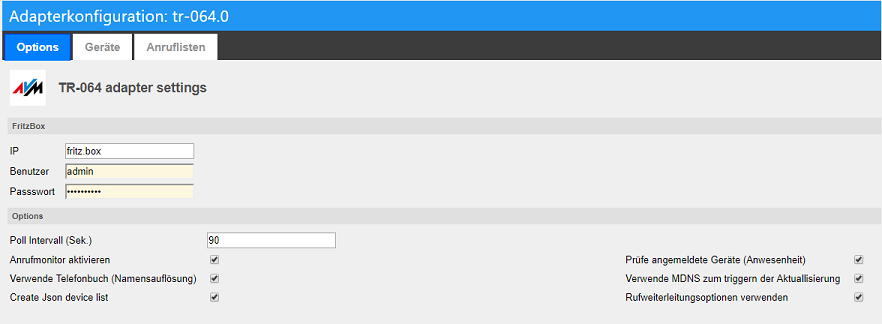 Adapterkonfiguration: tr-064.0
Options Geräte Anruflisten
AVM TR-064 adapter settings
FritzBox
IP fritz.box
Benutzer admin
Passswort ••••••••••
Options
Poll Intervall (Sek.) 90
Anrufmonitor aktivieren Prüfe angemeldete Geräte (Anwesenheit)
Verwende Telefonbuch (Namensauflösung) Verwende MDNS zum triggern der Aktuallisierung
Create Json device list Rufweiterleitungsoptionen verwenden